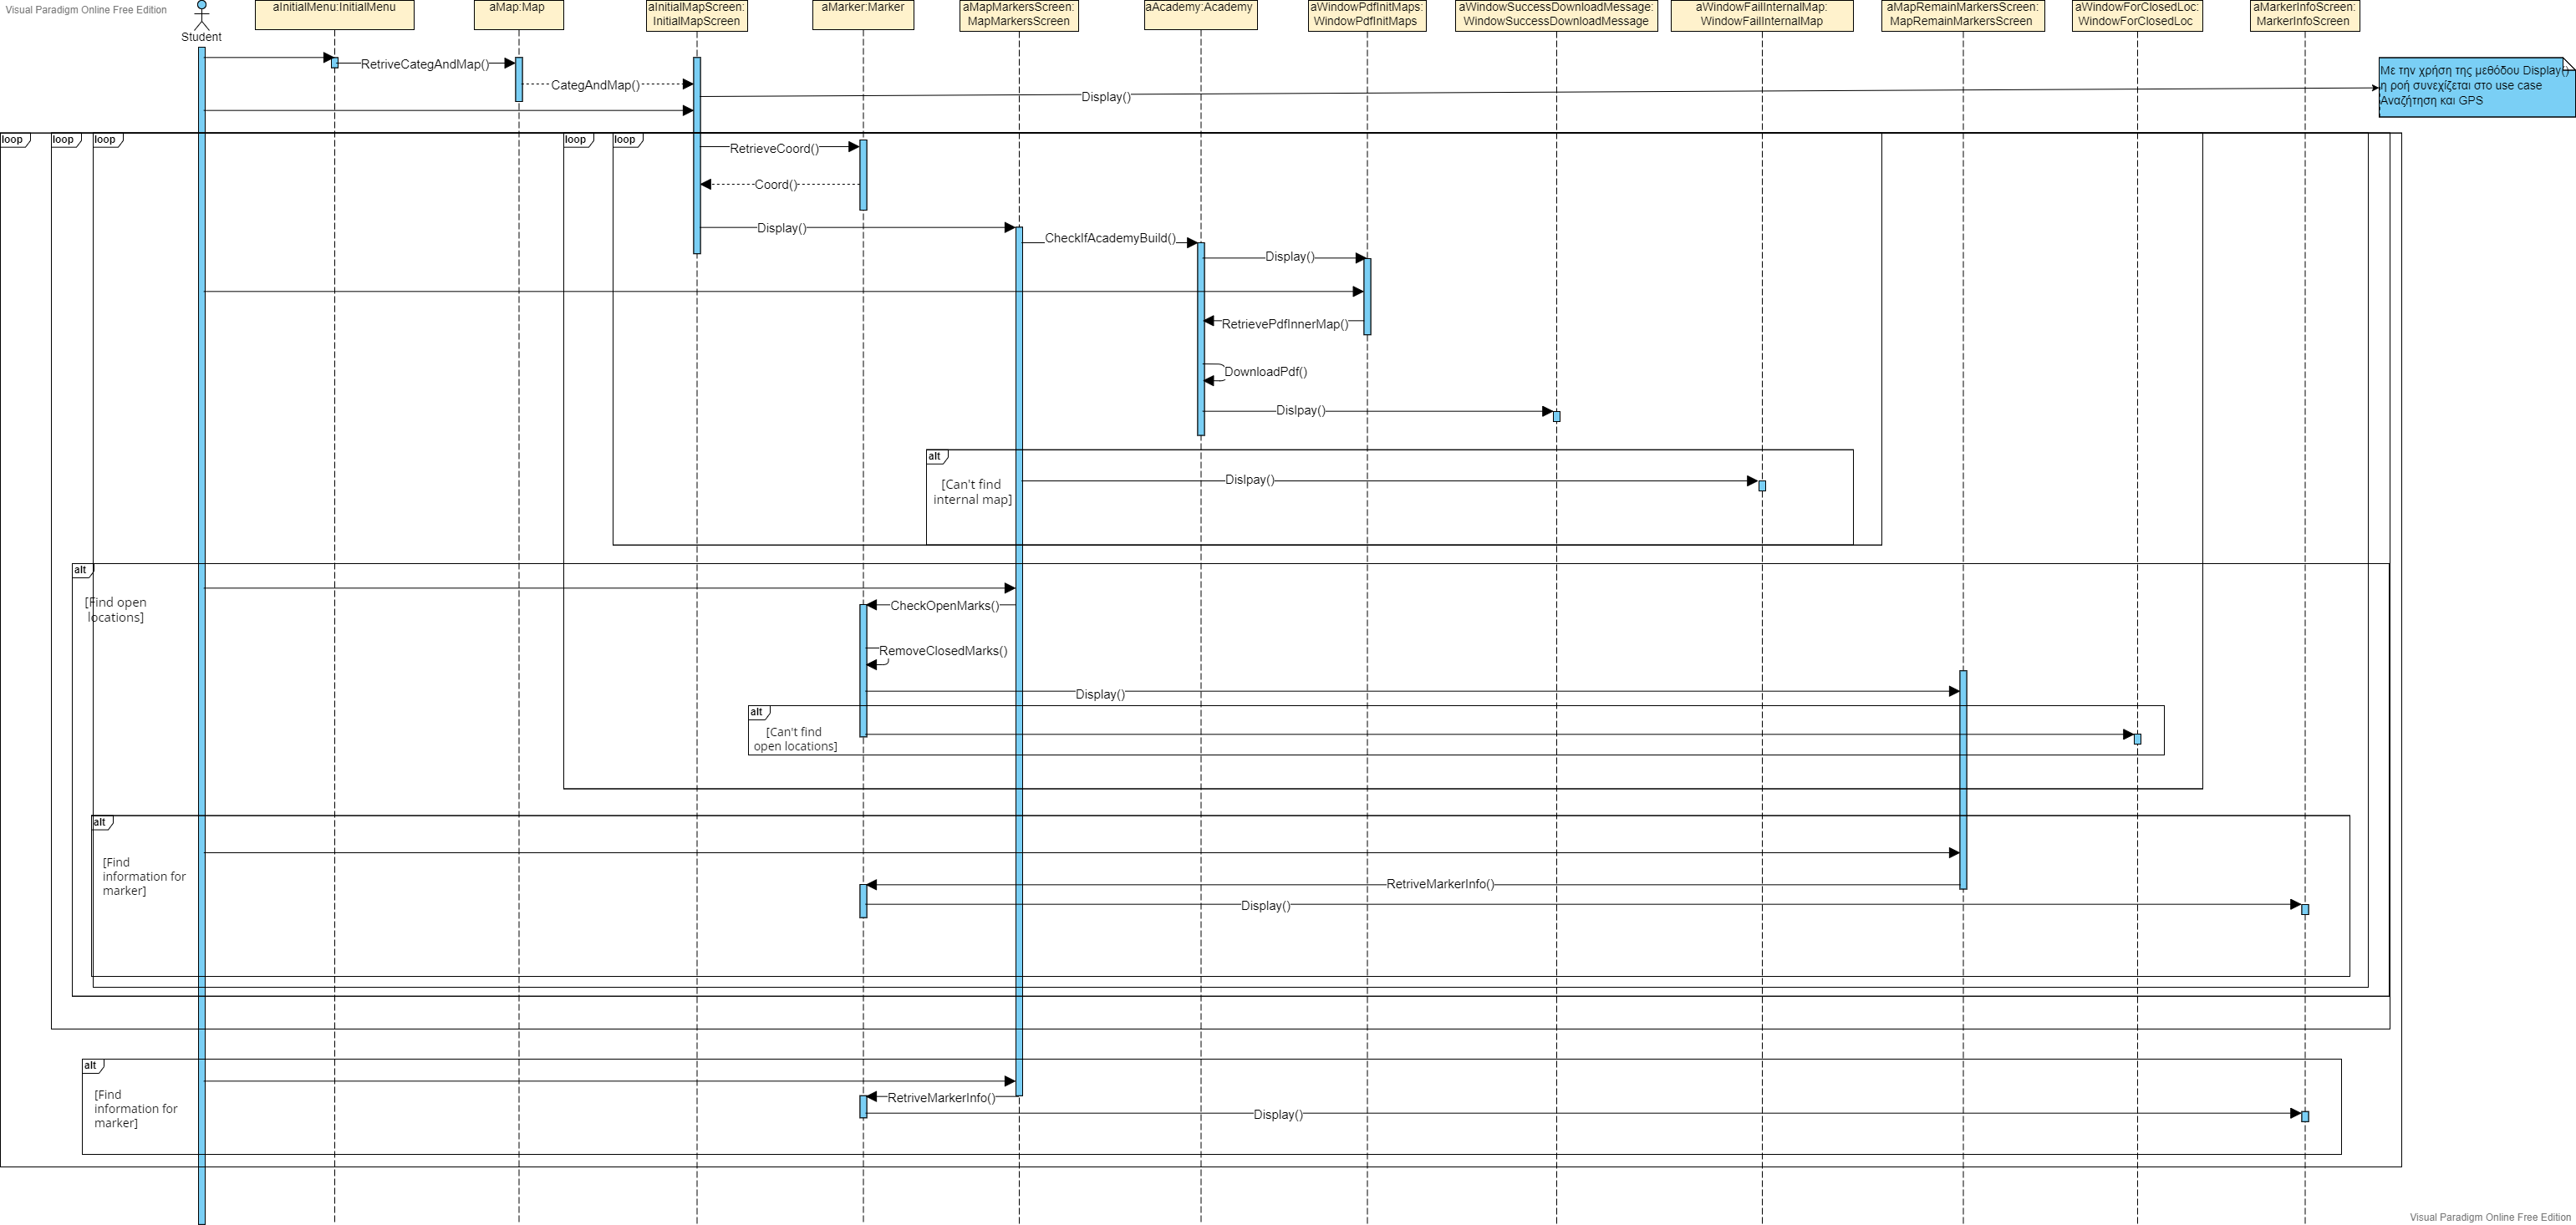 Visual Paradigm Online Free Edition
Student
aInitialMenu:InitialMenu
aMap:Map
aInitialMapScreen:
InitialMapScreen
aMarker:Marker
aMapMarkersScreen:
MapMarkersScreen
aAcademy:Academy
aWindowPdfInitMaps:
WindowPdfInitMaps
aWindowSuccessDownloadMessage:
WindowSuccessDownloadMessage
aWindowFailInternalMap:
WindowFailInternalMap
aMapRemainMarkersScreen:
MapRemainMarkersScreen
aWindowForClosedLoc:
WindowForClosedLoc
aMarkerInfoScreen:
MarkerInfoScreen
RetriveCategAndMap()
CategAndMap()
Display()
Με την χρήση της μεθόδου Display()
η ροή συνεχίζεται στο use case
Αναζήτηση και GPS
loop
loop
loop
loop
loop
RetrieveCoord()
Coord()
Display()
CheckIfAcademyBuild()
Display()
RetrievePdfInnerMap()
DownloadPdf()
Dislpay()
alt
[Can't find
internal map]
Dislpay()
alt
[Find open
locations]
CheckOpenMarks()
RemoveClosedMarks()
Display()
alt
[Can't find
open locations]
alt
[Find
information for
marker]
RetriveMarkerInfo()
Display()
alt
[Find
information for
marker]
RetriveMarkerInfo()
Display()
Visual Paradigm Online Free Edition